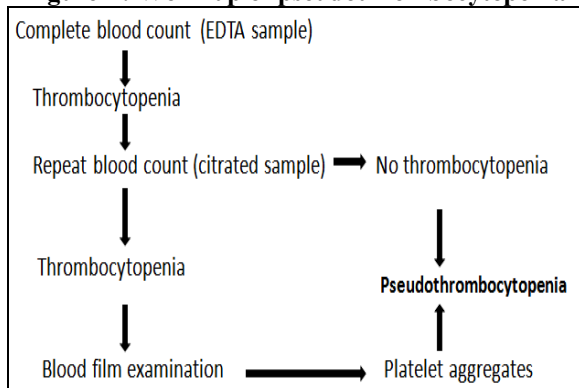 Complete blood count (EDTA sample)
Thrombocytopenia
Repeat blood count (citrated sample) No thrombocytopenia
Thrombocytopenia
Pseudothrombocytopenia
Blood film examination Platelet aggregates